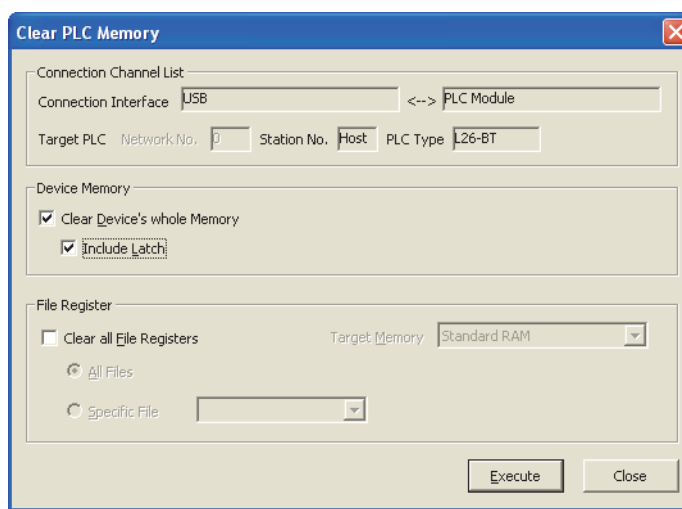 Clear PLC Memory
Connection Channel List
Connection Interface USB <--> PLC Module
Target PLC Network No. 0 Station No. Host PLC Type L26-BT
Device Memory
Clear Device's whole Memory
Include Latch
File Register
Clear all File Registers Target Memory Standard RAM
All Files
Specific File
Execute Close